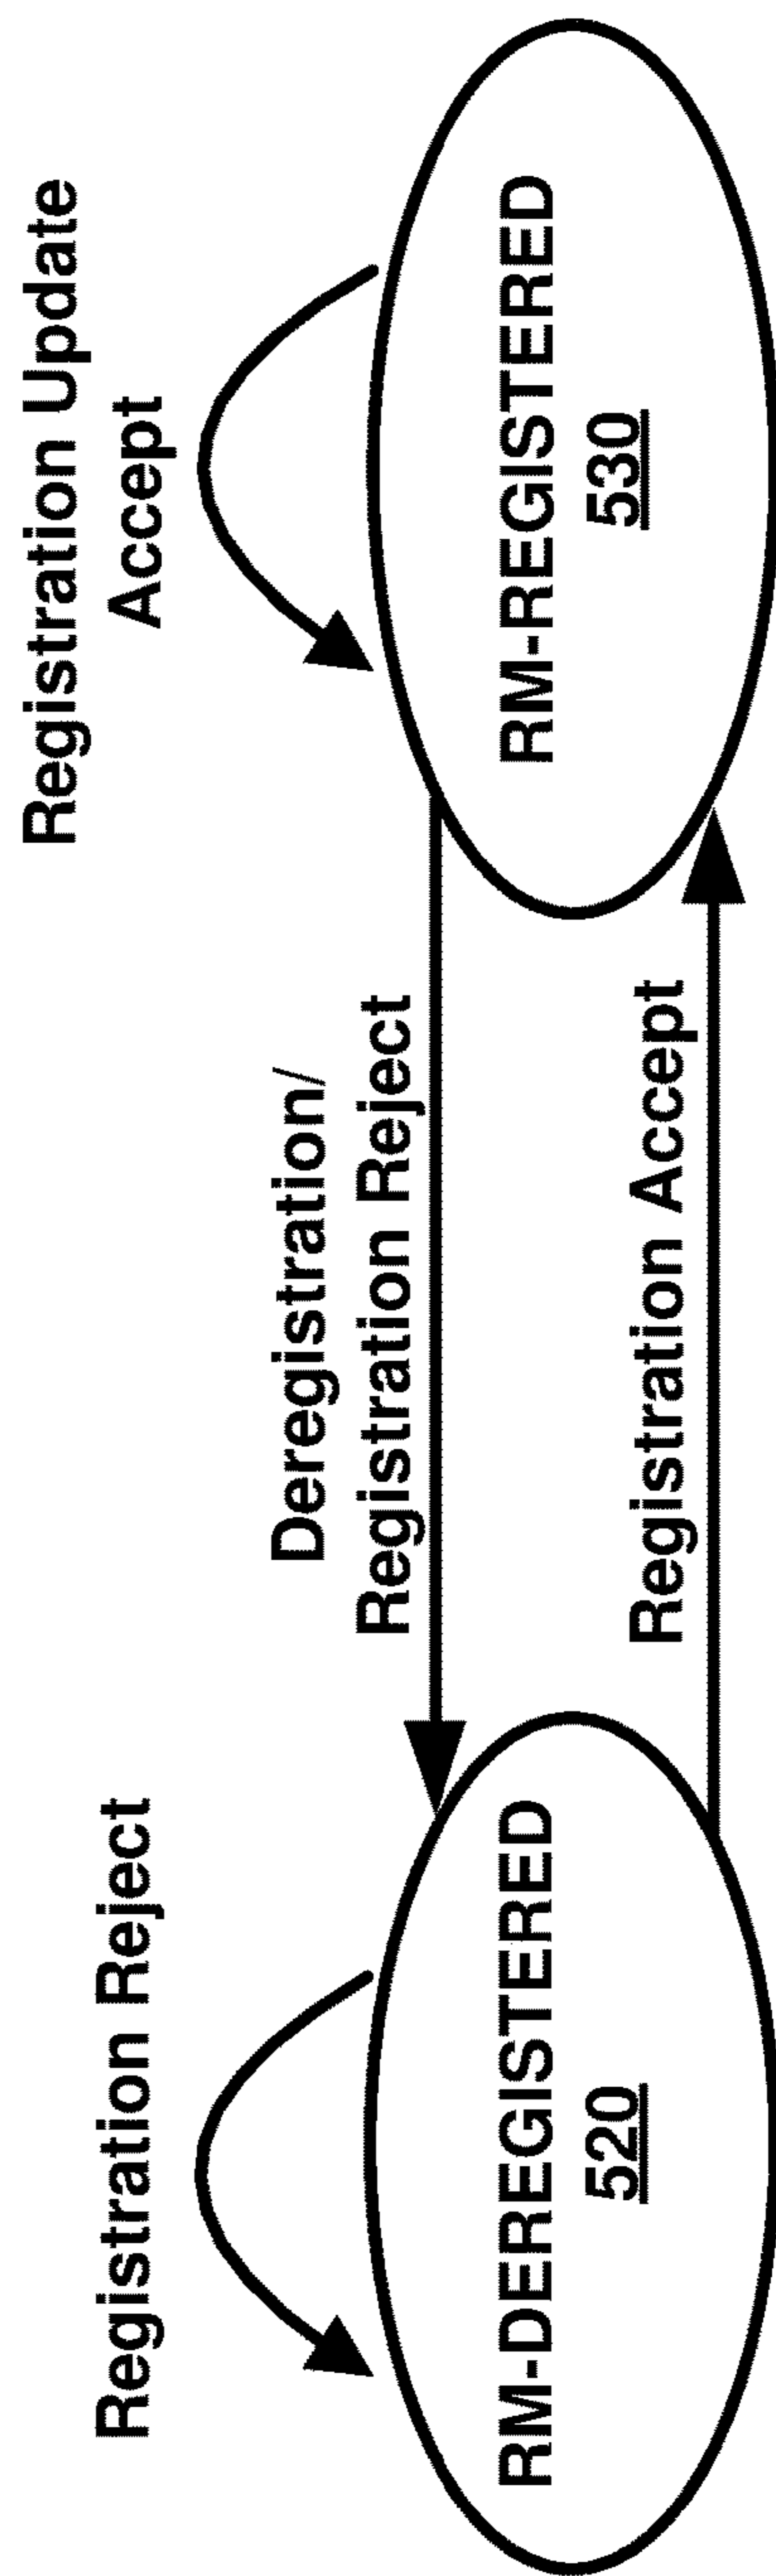 Registration Reject
RM-DEREGISTERED
520
Deregistration/
Registration Reject
Registration Accept
Registration Update
Accept
RM-REGISTERED
530